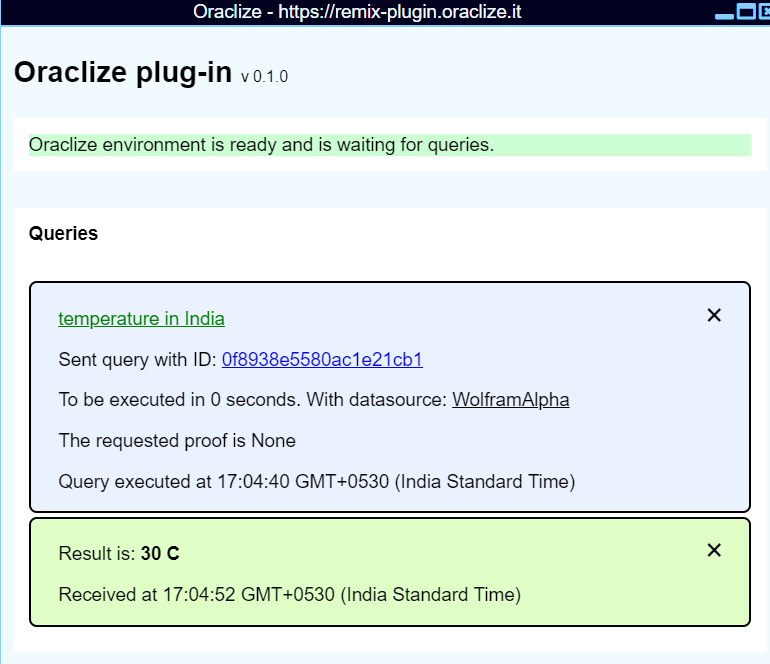 Oraclize - https://remix-plugin.oraclize.it
Oraclize plug-in v 0.1.0
Oraclize environment is ready and is waiting for queries.
Queries
temperature in India
Sent query with ID: 0f8938e5580ac1e21cb1
To be executed in 0 seconds. With datasource: WolframAlpha
The requested proof is None
Query executed at 17:04:40 GMT+0530 (India Standard Time)
Result is: 30 C
Received at 17:04:52 GMT+0530 (India Standard Time)